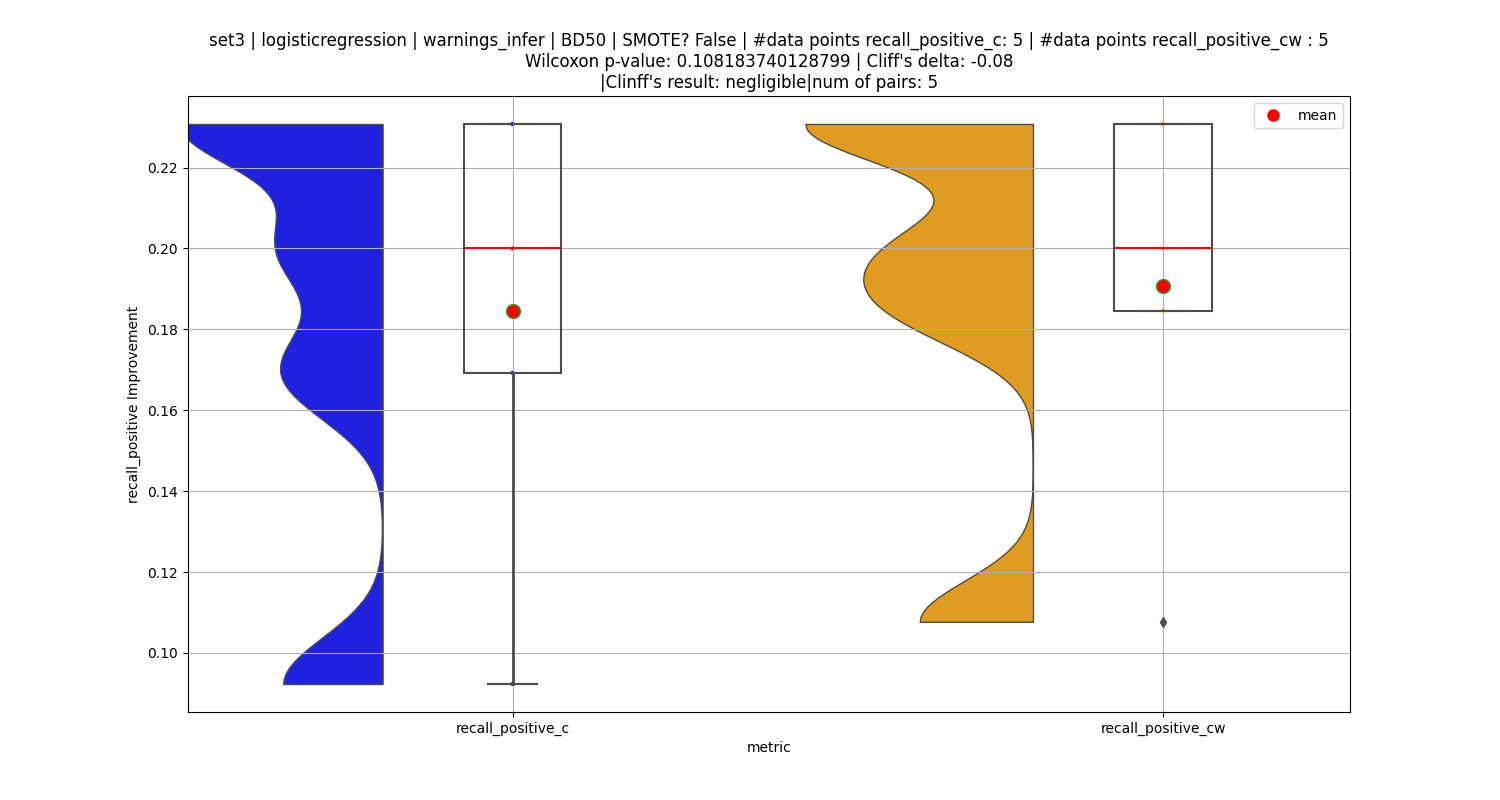 set3 | logisticregression | warnings_infer | BD50 | SMOTE? False | #data points recall_positive_c: 5 | #data points recall_positive_cw : 5
Wilcoxon p-value: 0.108183740128799 | Cliff's delta: -0.08
|Clinff's result: negligible|num of pairs: 5
mean
recall_positive Improvement
0.22
0.20
0.18
0.16
0.14
0.12
0.10
recall_positive_c
recall_positive_cw
metric